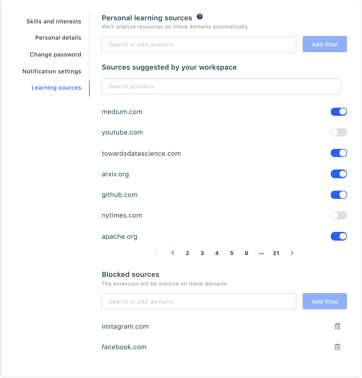 Skills and interests
Personal details
Change password
Notification settings
Learning sources
Personal learning sources ?
We'll analyze resources on these domains automatically
Search or add domains
Add filter
Sources suggested by your workspace
Search domains
medium.com
youtube.com
towardsdatascience.com
arxiv.org
github.com
nytimes.com
apache.org
‹ 1 2 3 4 5 6 ... 21 ›
Blocked sources
The extension will be inactive on these domains
Search or add domains
Add filter
instagram.com
facebook.com